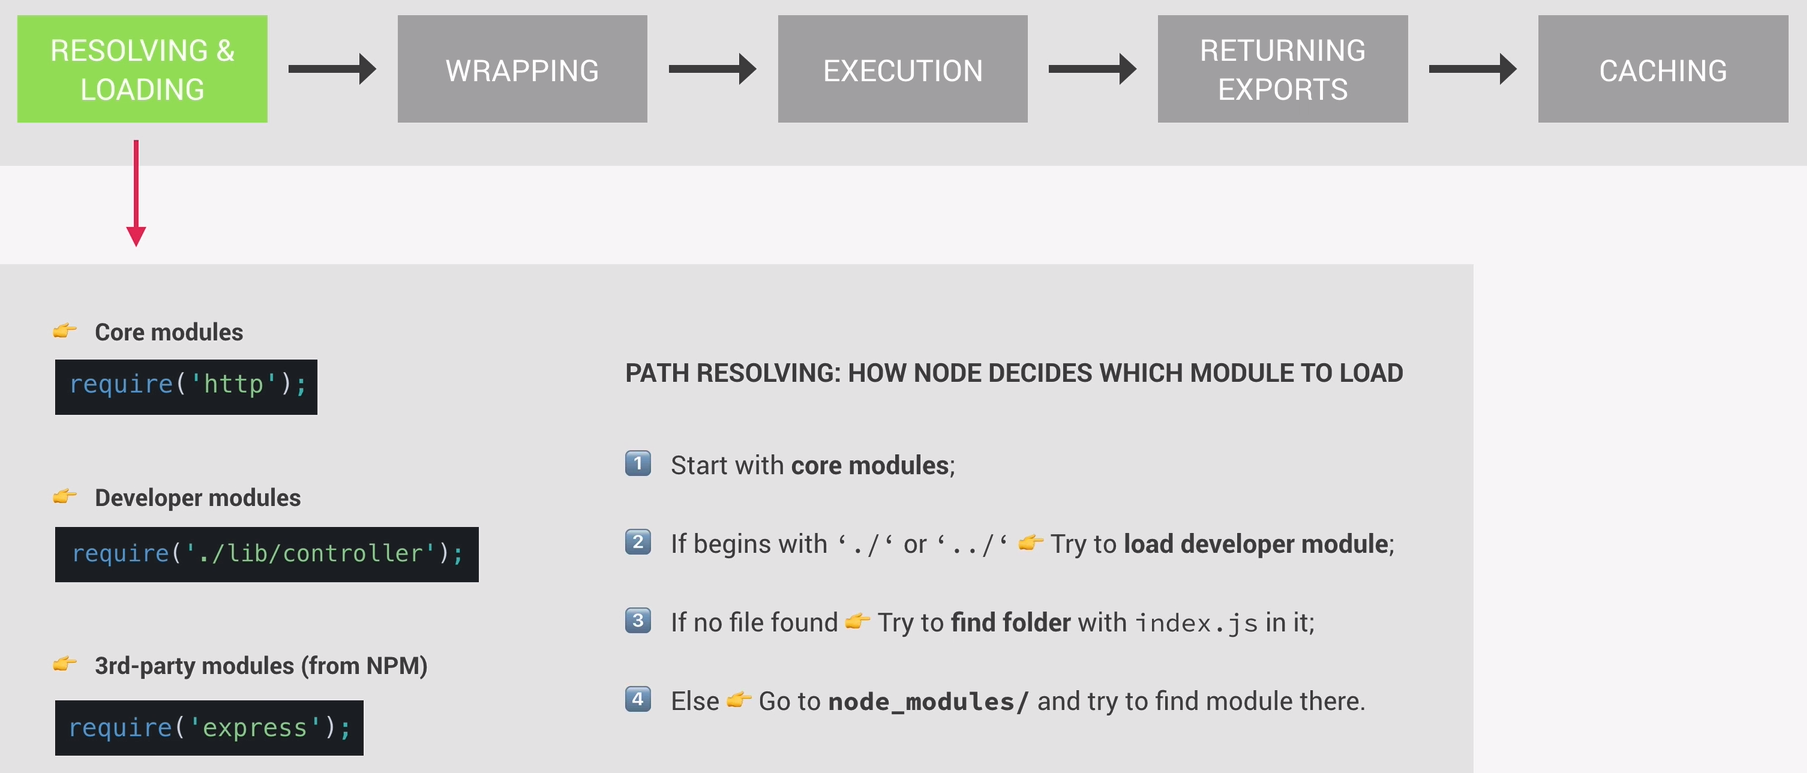 RESOLVING &
LOADING
WRAPPING
EXECUTION
RETURNING
EXPORTS
CACHING
👉 Core modules
require('http');
👉 Developer modules
require('./lib/controller');
👉 3rd-party modules (from NPM)
require('express');
PATH RESOLVING: HOW NODE DECIDES WHICH MODULE TO LOAD
1 Start with core modules;
2 If begins with ‘./‘ or ‘../‘ 👉 Try to load developer module;
3 If no file found 👉 Try to find folder with index.js in it;
4 Else 👉 Go to node_modules/ and try to find module there.